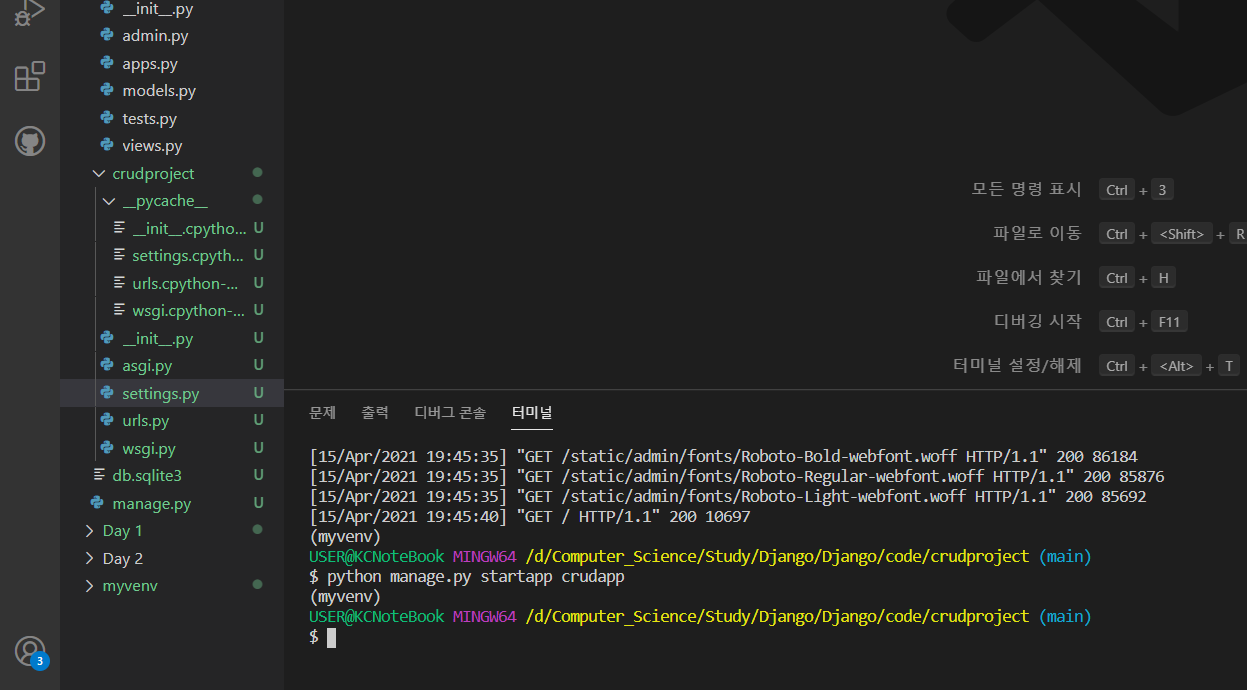 __init__.py
admin.py
apps.py
models.py
tests.py
views.py
crudproject
__pycache__
__init__.cpytho... U
settings.cpyth... U
urls.cpython-... U
wsgi.cpython-... U
__init__.py U
asgi.py U
settings.py U
urls.py U
wsgi.py U
db.sqlite3 U
manage.py U
Day 1
Day 2
myvenv
3
모든 명령 표시 Ctrl + 3
파일로 이동 Ctrl + <Shift> + R
파일에서 찾기 Ctrl + H
디버깅 시작 Ctrl + F11
터미널 설정/해제 Ctrl + <Alt> + T
문제 출력 디버그 콘솔 터미널
[15/Apr/2021 19:45:35] "GET /static/admin/fonts/Roboto-Bold-webfont.woff HTTP/1.1" 200 86184
[15/Apr/2021 19:45:35] "GET /static/admin/fonts/Roboto-Regular-webfont.woff HTTP/1.1" 200 85876
[15/Apr/2021 19:45:35] "GET /static/admin/fonts/Roboto-Light-webfont.woff HTTP/1.1" 200 85692
[15/Apr/2021 19:45:40] "GET / HTTP/1.1" 200 10697
(myvenv)
USER@KCNoteBook MINGW64 /d/Computer_Science/Study/Django/Django/code/crudproject (main)
$ python manage.py startapp crudapp
(myvenv)
USER@KCNoteBook MINGW64 /d/Computer_Science/Study/Django/Django/code/crudproject (main)
$